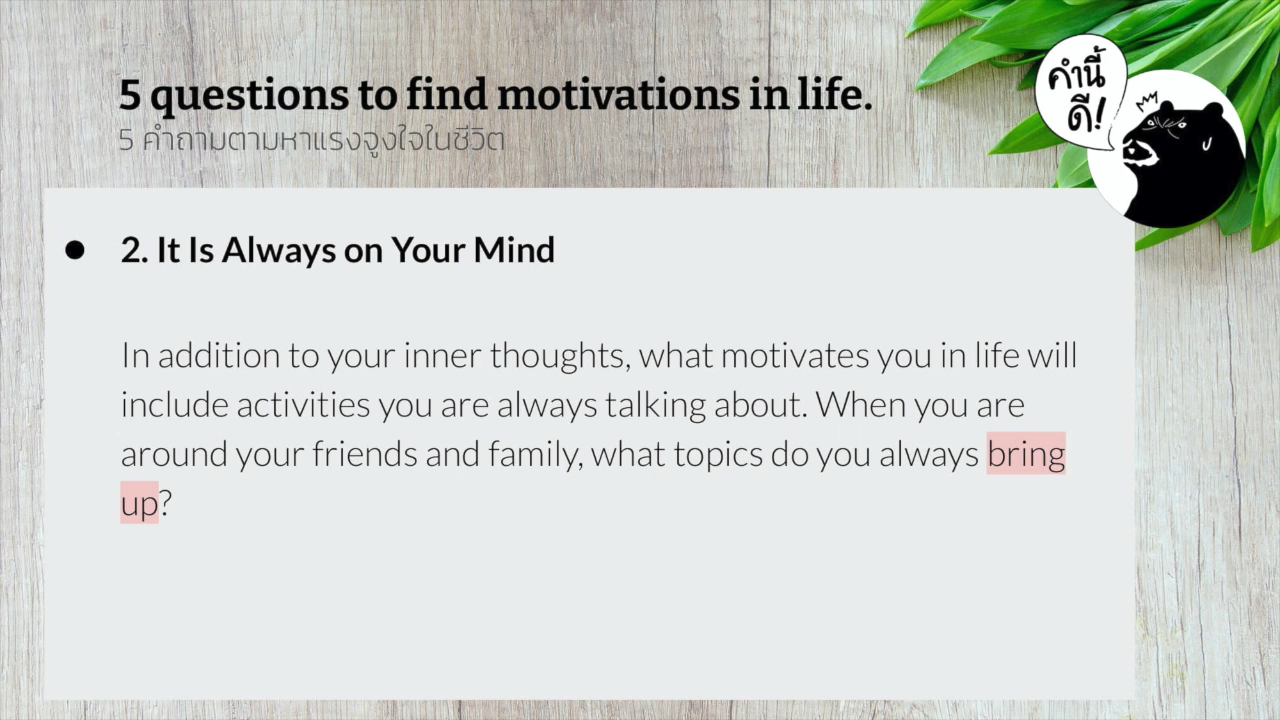 5 questions to find motivations in life.
5 คำถามตามหาแรงจูงใจในชีวิต
คำนี้
ดี!
2. It Is Always on Your Mind
In addition to your inner thoughts, what motivates you in life will
include activities you are always talking about. When you are
around your friends and family, what topics do you always bring
up?